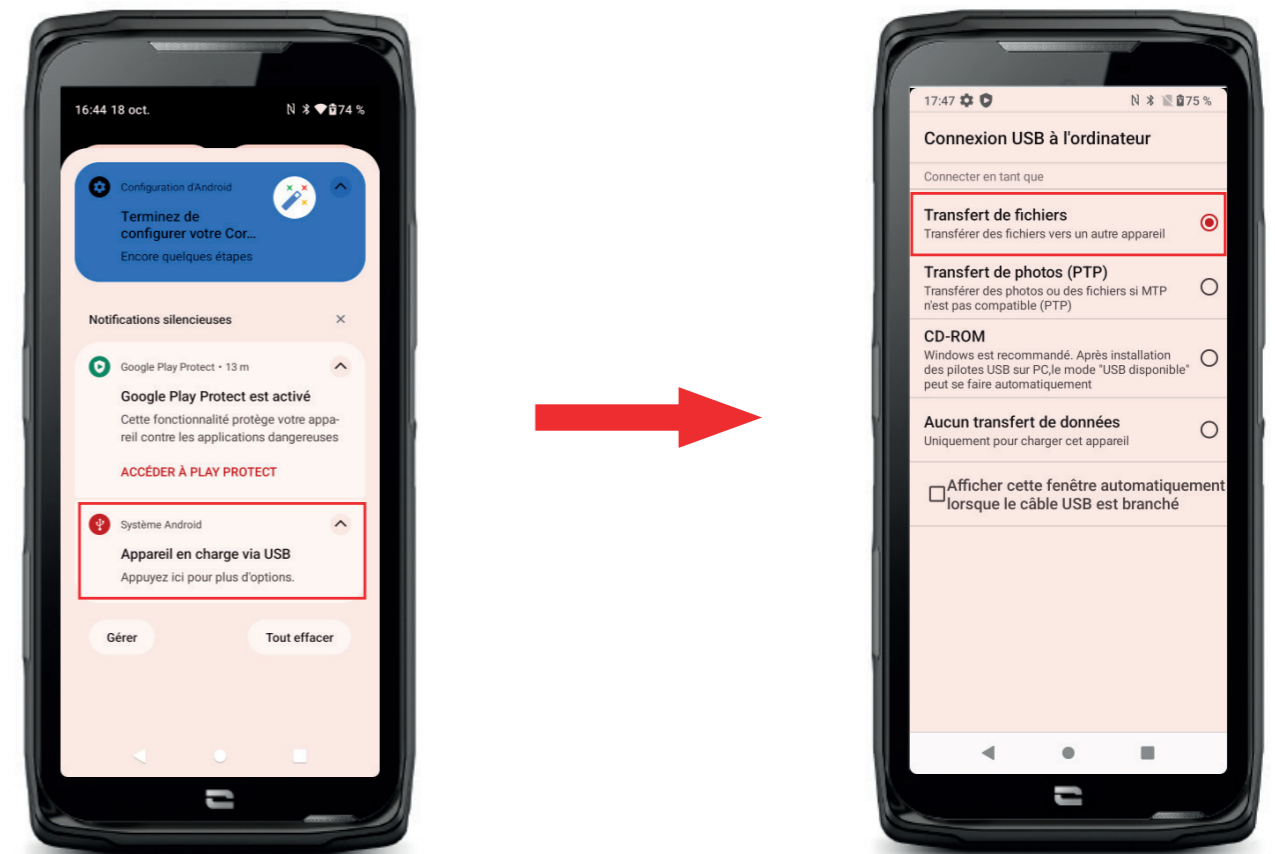 16:44 18 oct.
74 %
Configuration d'Android
Terminez de
configurer votre Cor...
Encore quelques étapes
Notifications silencieuses
Google Play Protect • 13 m
Google Play Protect est activé
Cette fonctionnalité protège votre appa-
reil contre les applications dangereuses
ACCÉDER À PLAY PROTECT
Système Android
Appareil en charge via USB
Appuyez ici pour plus d'options.
Gérer
Tout effacer
17:47
75 %
Connexion USB à l'ordinateur
Connecter en tant que
Transfert de fichiers
Transférer des fichiers vers un autre appareil
Transfert de photos (PTP)
Transférer des photos ou des fichiers si MTP
n'est pas compatible (PTP)
CD-ROM
Windows est recommandé. Après installation
des pilotes USB sur PC,le mode "USB disponible"
peut se faire automatiquement
Aucun transfert de données
Uniquement pour charger cet appareil
Afficher cette fenêtre automatiquement
lorsque le câble USB est branché